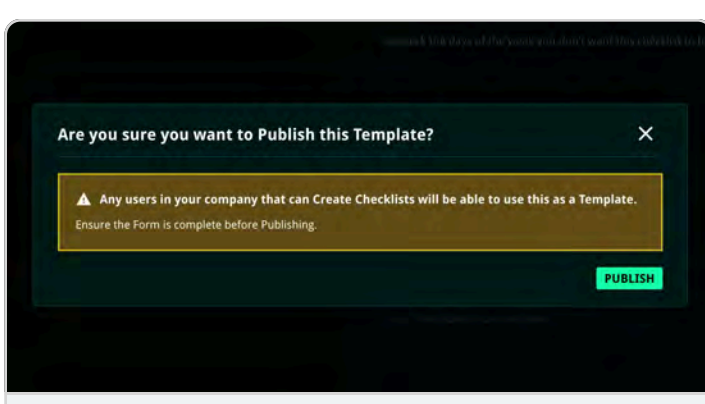 Are you sure you want to Publish this Template?
Any users in your company that can Create Checklists will be able to use this as a Template.
Ensure the Form is complete before Publishing.
PUBLISH